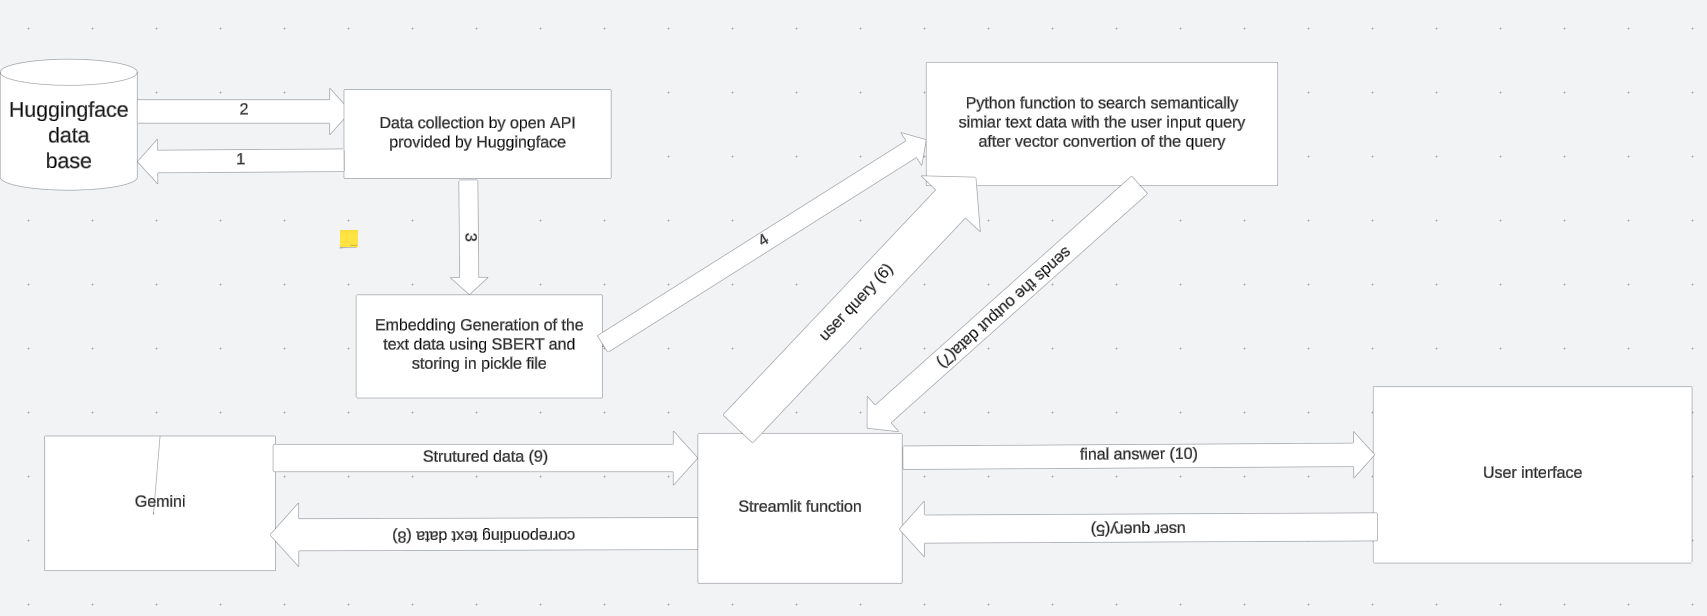 Huggingface
data
base
2
1
Data collection by open API
provided by Huggingface
3
Embedding Generation of the
text data using SBERT and
storing in pickle file
4
Python function to search semantically
simiar text data with the user input query
after vector convertion of the query
user query (6)
sends the output data(7)
Gemini
Strutured data (9)
correponding text data (8)
Streamlit function
final answer (10)
user query(5)
User interface